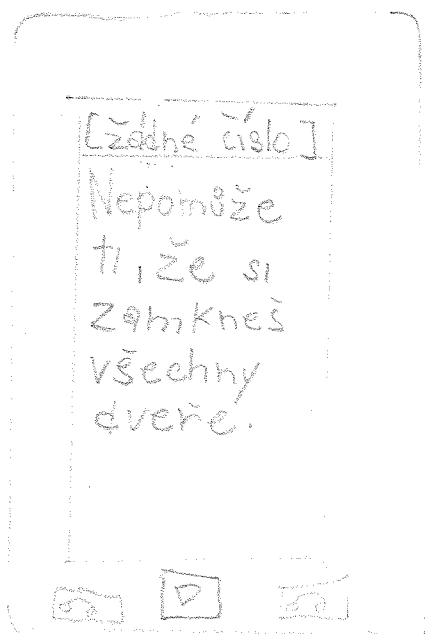 [žádné číslo]
Nepomůže
ti, že si
zamkneš
všechny
dveře.